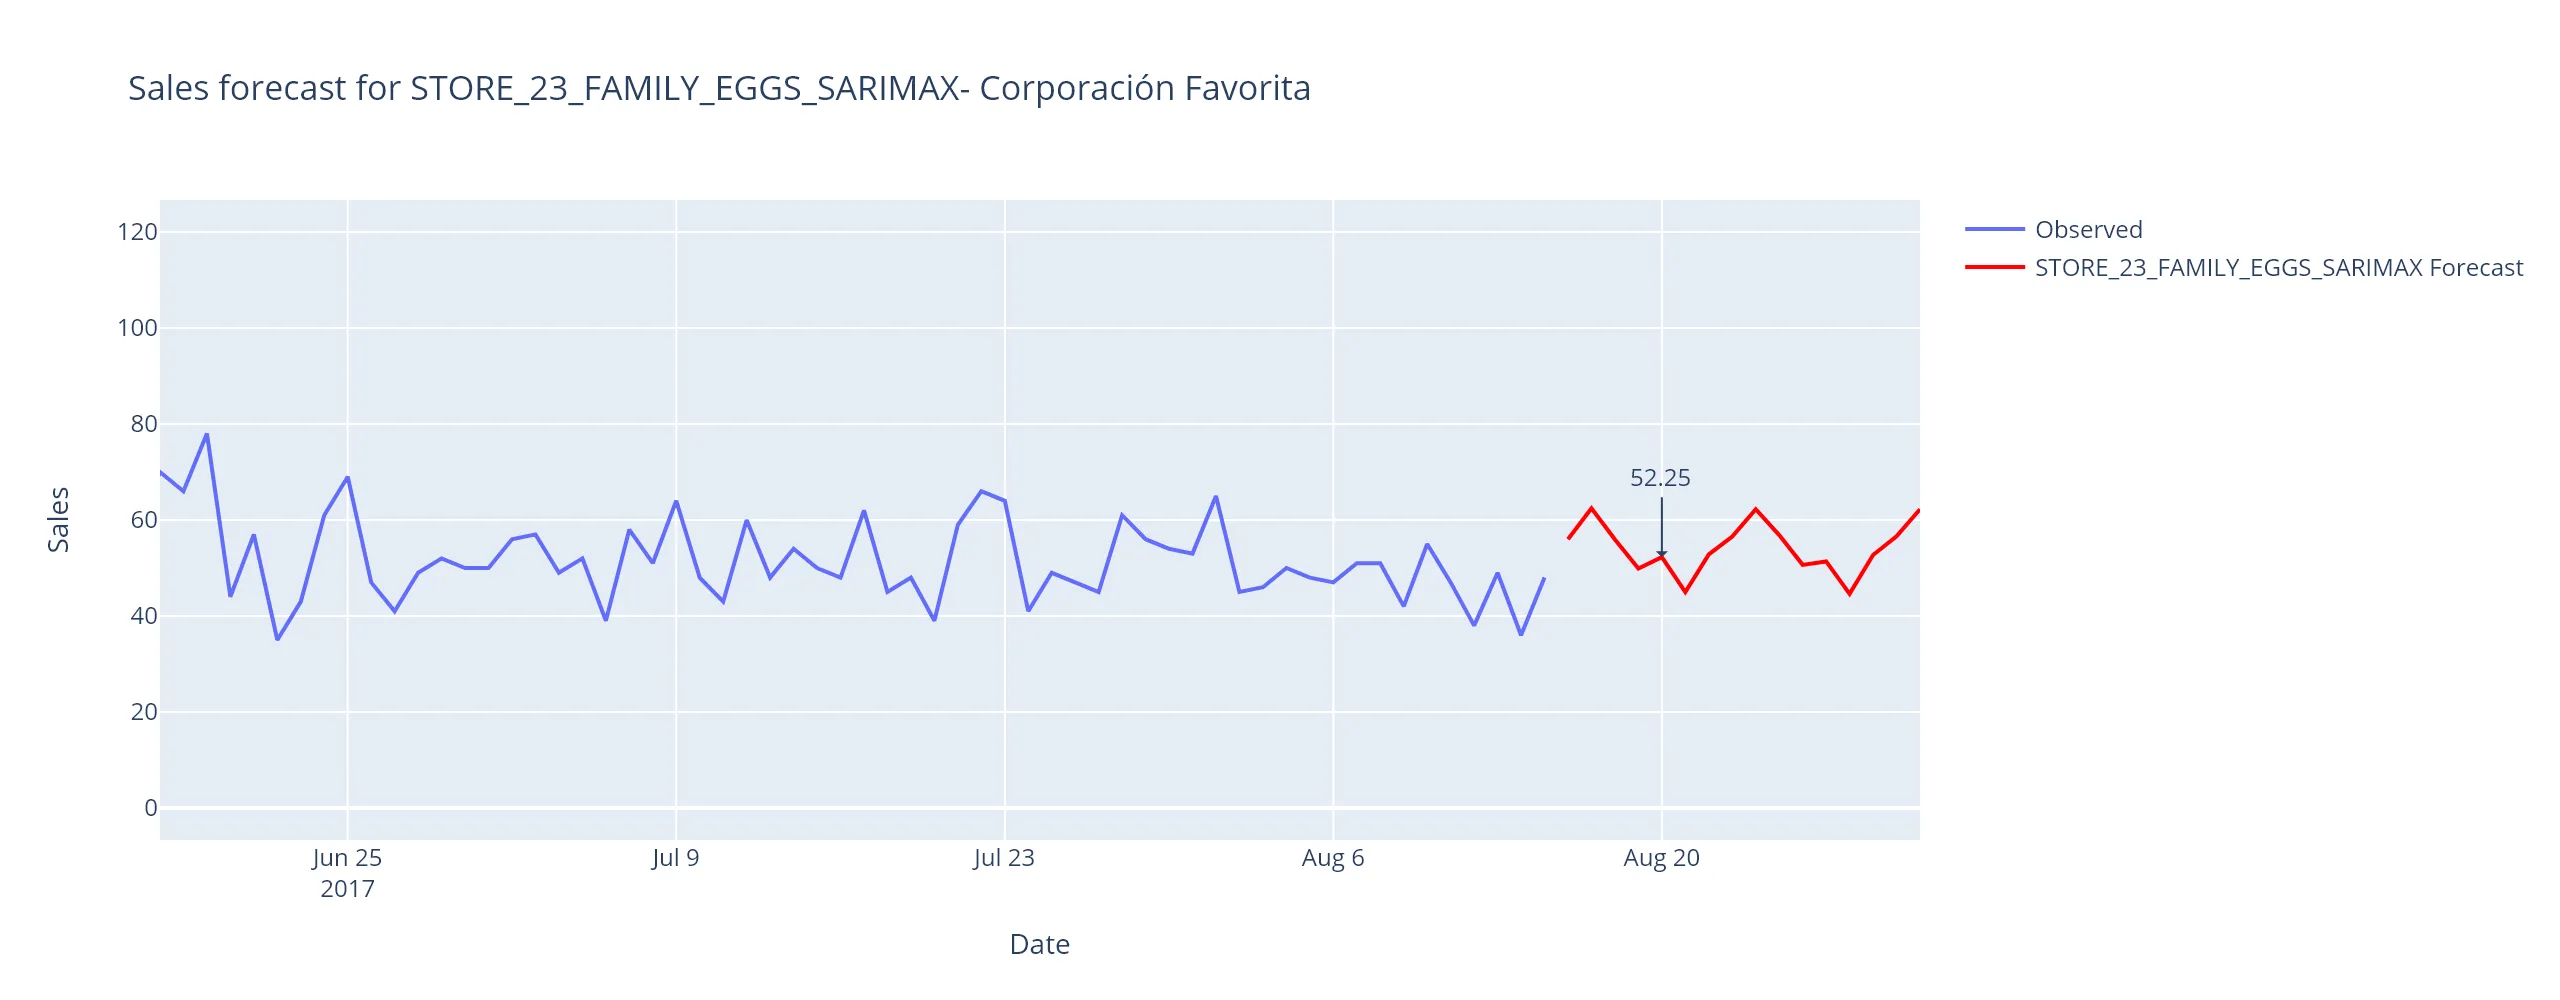 Sales forecast for STORE_23_FAMILY_EGGS_SARIMAX- Corporación Favorita
Observed
STORE_23_FAMILY_EGGS_SARIMAX Forecast
120
100
80
60
40
20
0
Sales
52.25
Jun 25
2017
Jul 9
Jul 23
Aug 6
Aug 20
Date